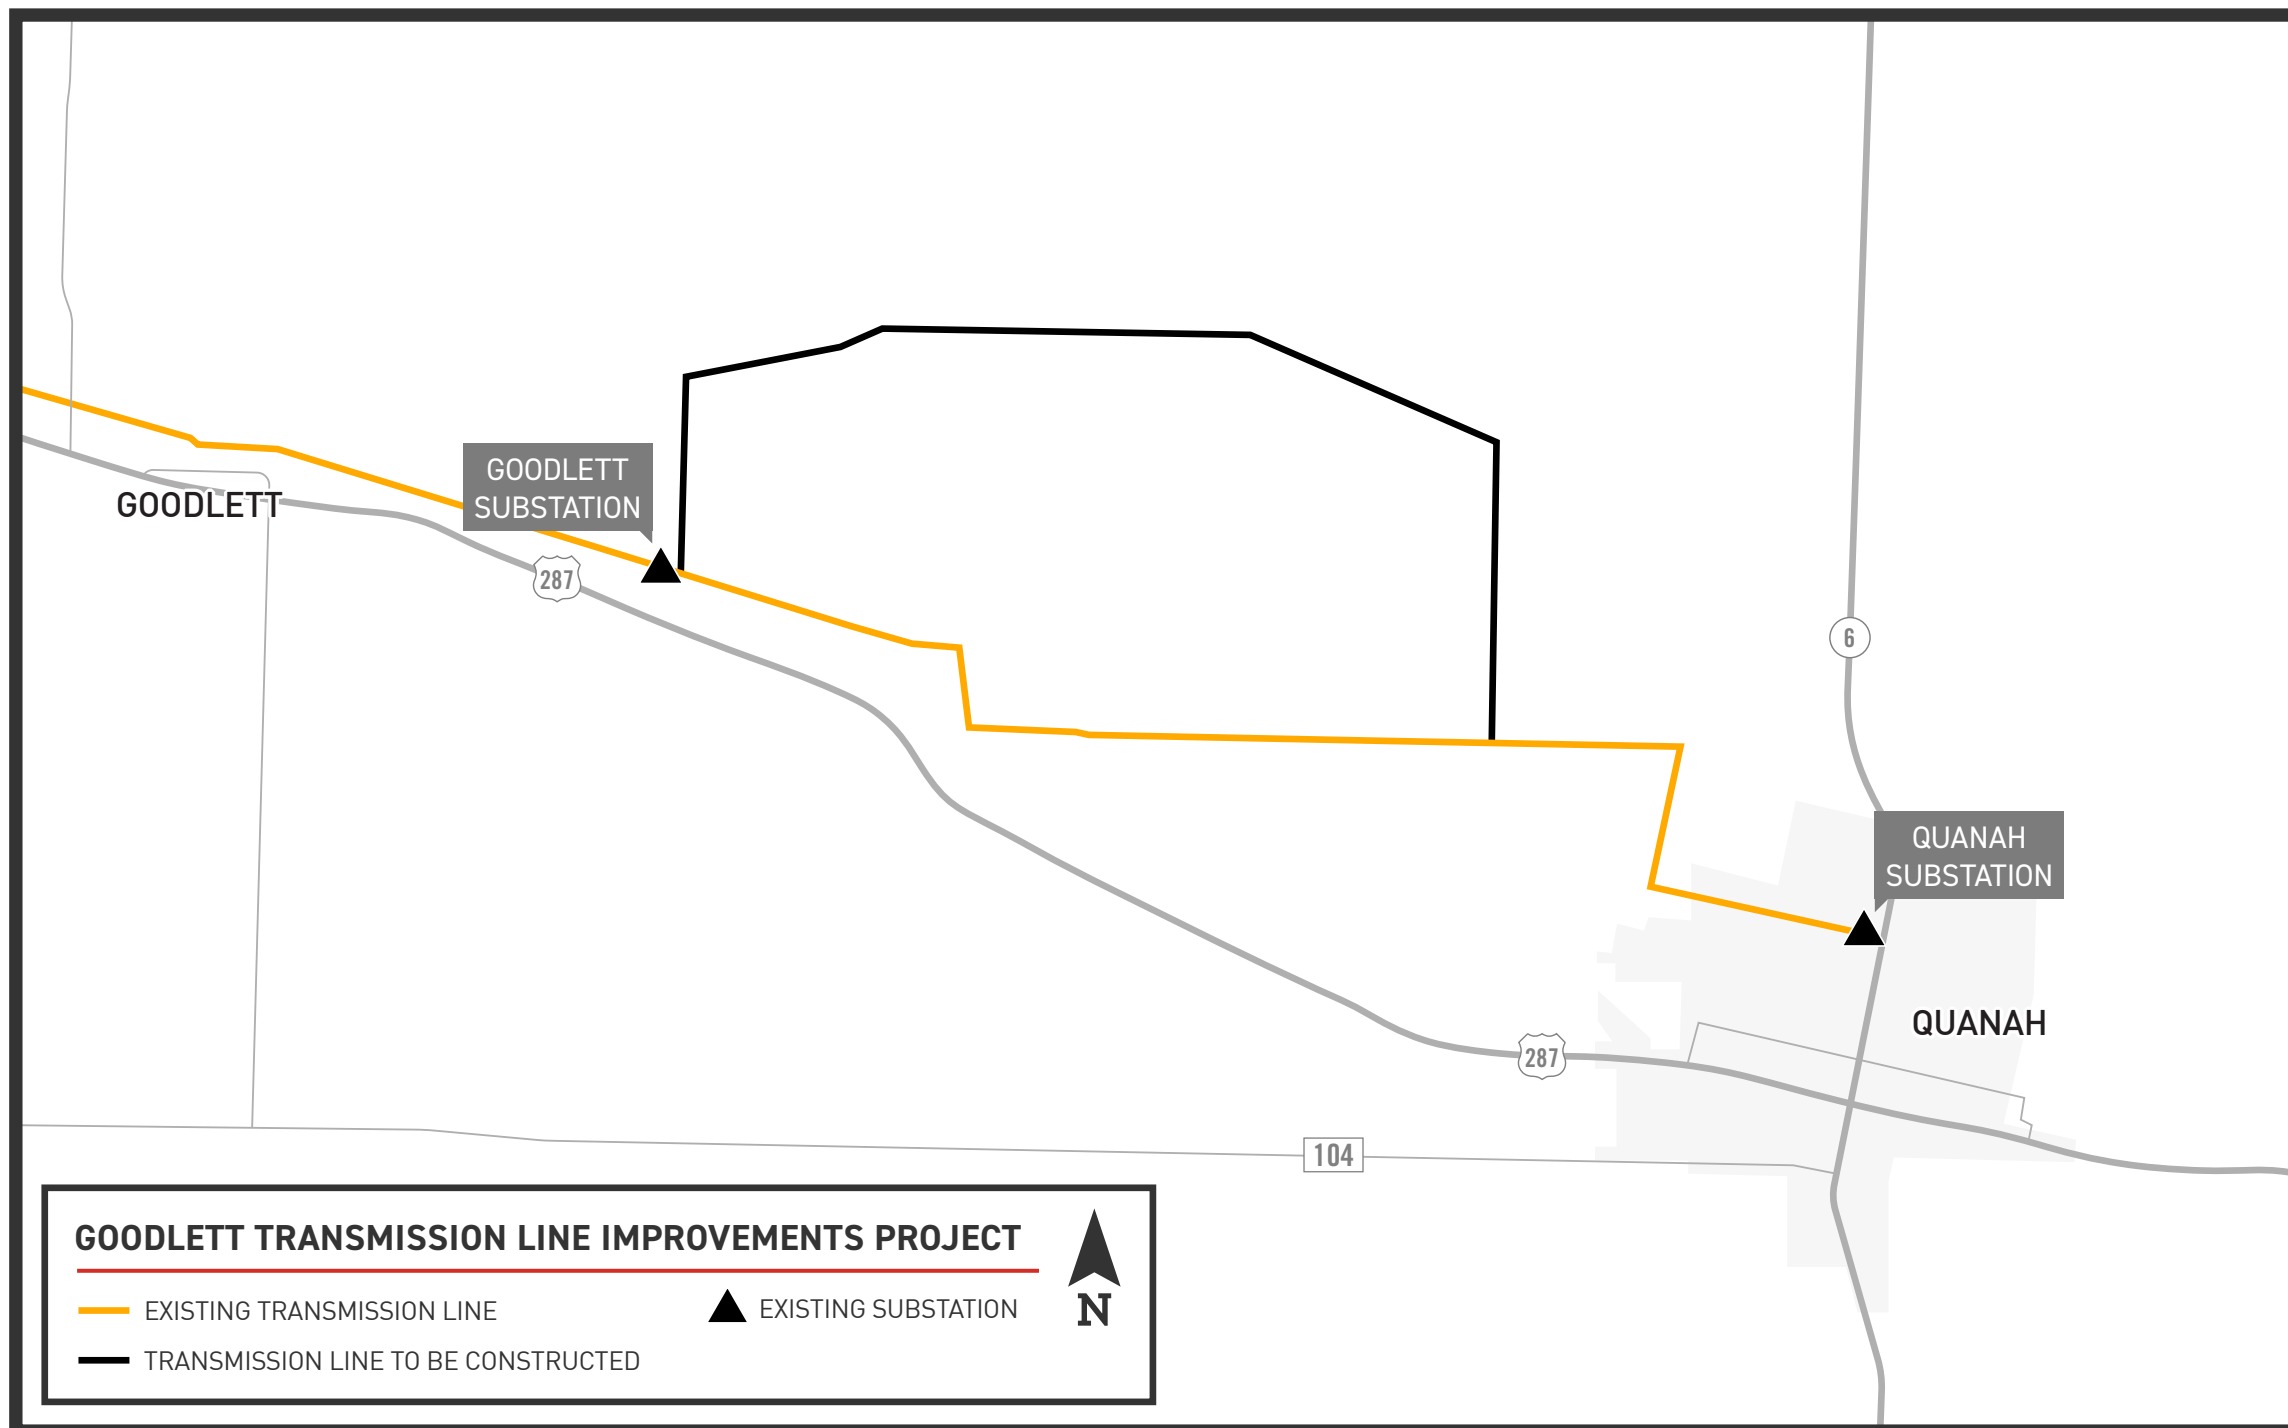 GOODLETT
SUBSTATION
GOODLETT
287
6
QUANAH
SUBSTATION
QUANAH
287
104
GOODLETT TRANSMISSION LINE IMPROVEMENTS PROJECT
EXISTING TRANSMISSION LINE
EXISTING SUBSTATION
N
TRANSMISSION LINE TO BE CONSTRUCTED